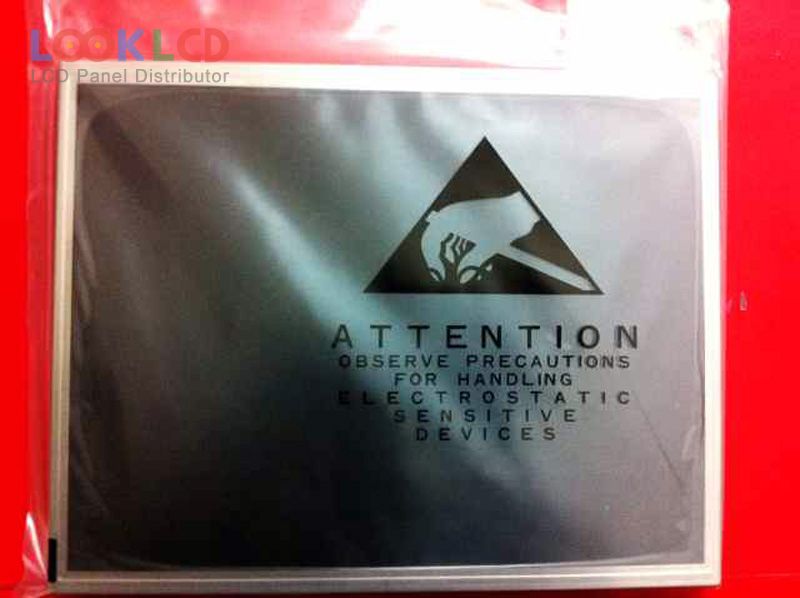 LOOKLCD
LCD Panel Distributor
ATTENTION
OBSERVE PRECAUTIONS
FOR HANDLING
ELECTROSTATIC
SENSITIVE
DEVICES